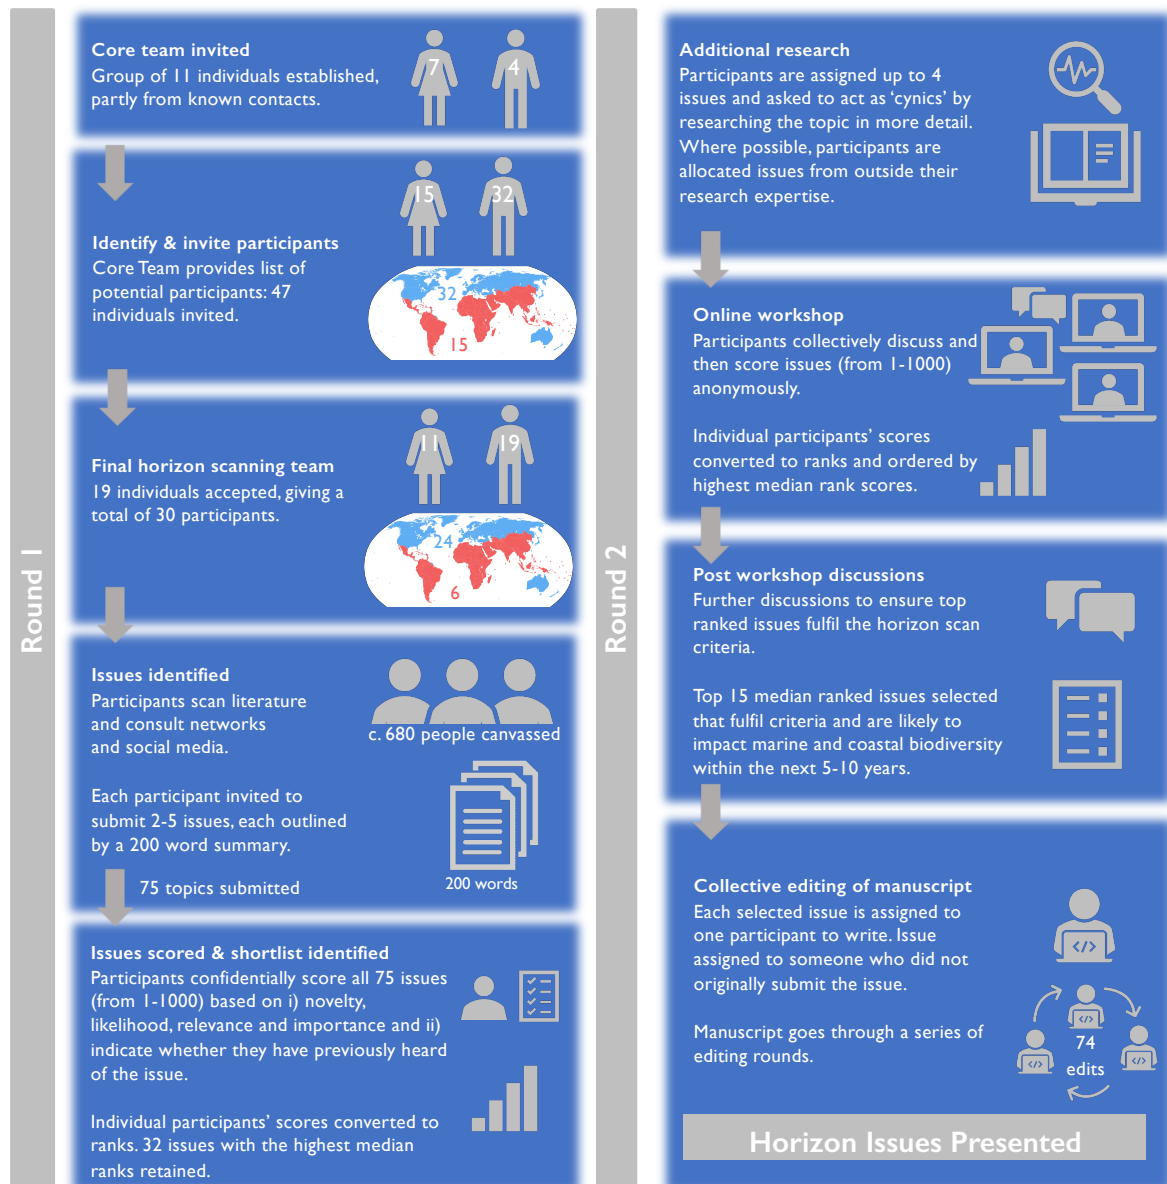 Round 1
Core team invited
Group of 11 individuals established,
partly from known contacts.
7
4
Identify & invite participants
Core Team provides list of
potential participants: 47
individuals invited.
15
32
32
15
Final horizon scanning team
19 individuals accepted, giving a
total of 30 participants.
11
19
24
6
Issues identified
Participants scan literature
and consult networks
and social media.
c. 680 people canvassed
Each participant invited to
submit 2-5 issues, each outlined
by a 200 word summary.
200 words
75 topics submitted
Issues scored & shortlist identified
Participants confidentially score all 75 issues
(from 1-1000) based on i) novelty,
likelihood, relevance and importance and ii)
indicate whether they have previously heard
of the issue.
Individual participants' scores converted to
ranks. 32 issues with the highest median
ranks retained.
Round 2
Additional research
Participants are assigned up to 4
issues and asked to act as 'cynics' by
researching the topic in more detail.
Where possible, participants are
allocated issues from outside their
research expertise.
Online workshop
Participants collectively discuss and
then score issues (from 1-1000)
anonymously.
Individual participants' scores
converted to ranks and ordered by
highest median rank scores.
Post workshop discussions
Further discussions to ensure top
ranked issues fulfil the horizon scan
criteria.
Top 15 median ranked issues selected
that fulfil criteria and are likely to
impact marine and coastal biodiversity
within the next 5-10 years.
Collective editing of manuscript
Each selected issue is assigned to
one participant to write. Issue
assigned to someone who did not
originally submit the issue.
Manuscript goes through a series of
editing rounds.
</>
</>
</>
</>
74
edits
Horizon Issues Presented